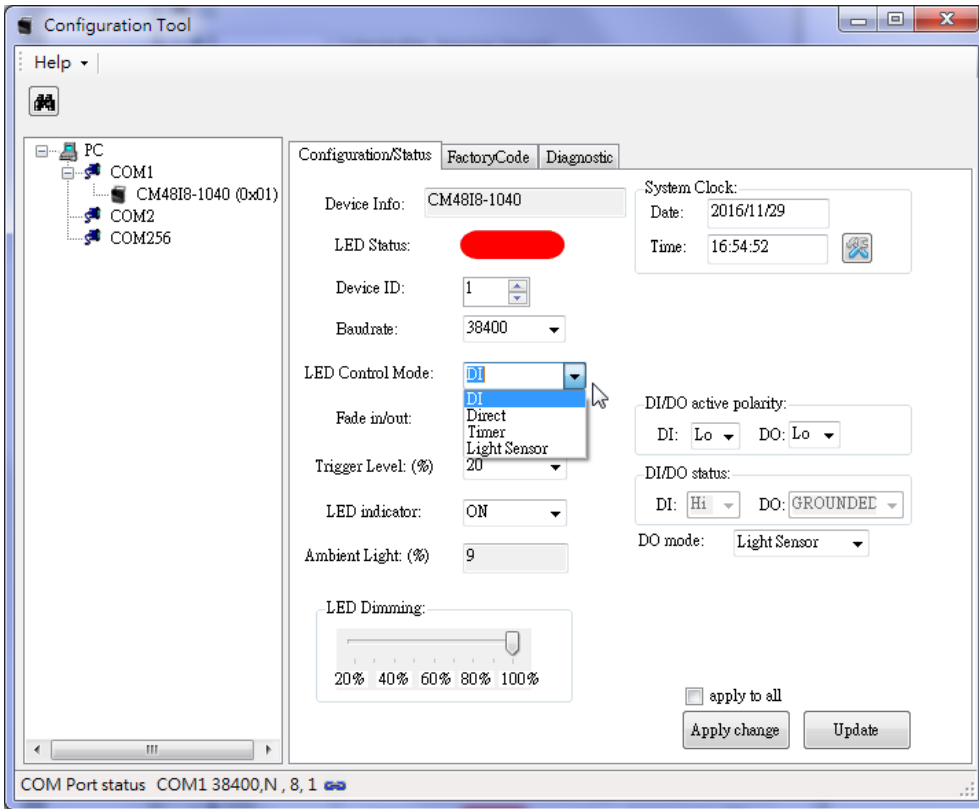 Configuration Tool
Help
PC
COM1
CM48I8-1040 (0x01)
COM2
COM256
Configuration/Status FactoryCode Diagnostic
Device Info: CM48I8-1040
LED Status:
Device ID: 1
Baudrate: 38400
LED Control Mode: DI
DI
Direct
Timer
Light Sensor
Fade in/out:
Trigger Level: (%) 20
LED indicator: ON
Ambient Light: (%) 9
LED Dimming:
20% 40% 60% 80% 100%
System Clock:
Date: 2016/11/29
Time: 16:54:52
DI/DO active polarity:
DI: Lo DO: Lo
DI/DO status:
DI: Hi DO: GROUNDED
DO mode: Light Sensor
apply to all
Apply change Update
COM Port status COM1 38400,N , 8, 1